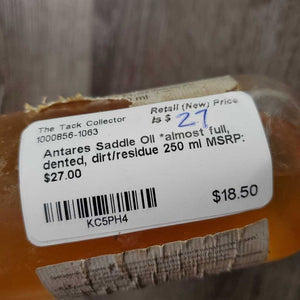 ml
The Tack Collector
1000856-1063
Retail (New) Price
is $ 27
Antares Saddle Oil *almost full,
dented, dirt/residue 250 ml MSRP:
$27.00
KC5PH4
$18.50